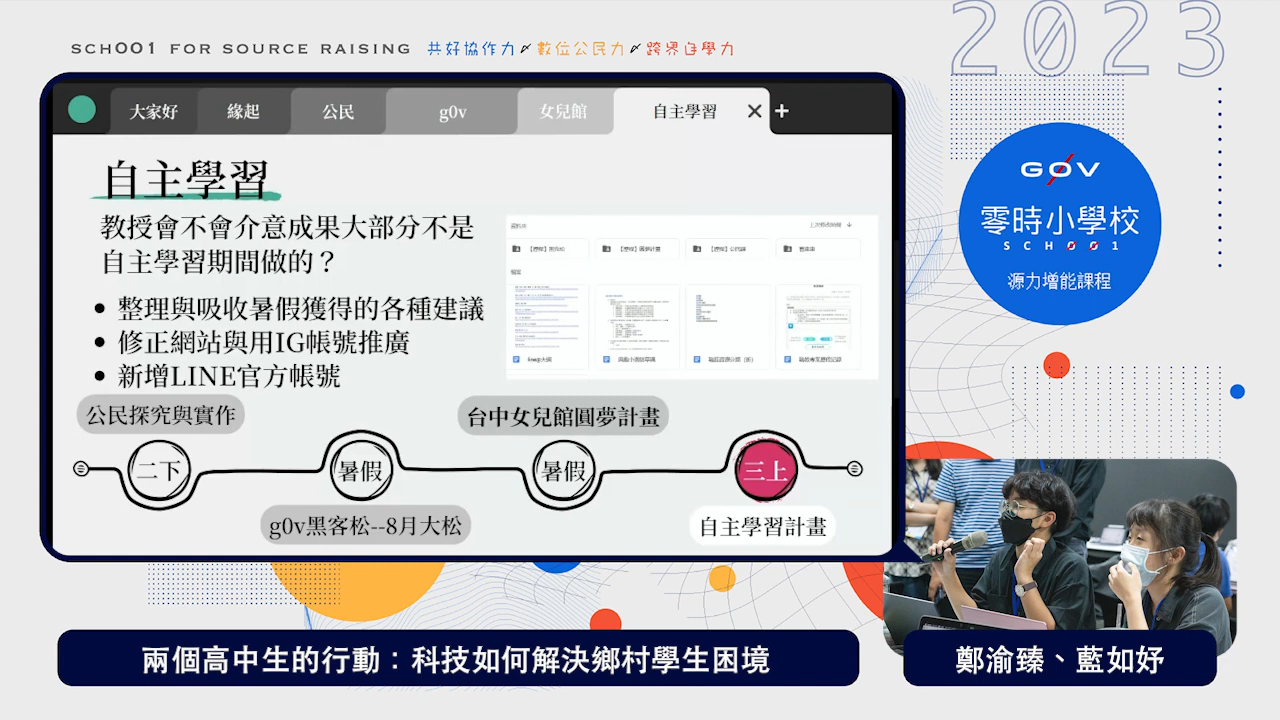 SCH001 FOR SOURCE RAISING 共好協作力 數位公民力 跨界自學力
2023
大家好 緣起 公民 g0v 女兒館 自主學習
自主學習
教授會不會介意成果大部分不是
自主學習期間做的?
整理與吸收暑假獲得的各種建議
修正網站與用IG帳號推廣
新增LINE官方帳號
公民探究與實作
台中女兒館圓夢計畫
二下
暑假
暑假
三上
g0v黑客松--8月大松
自主學習計畫
G0V
零時小學校
SCH001
源力增能課程
兩個高中生的行動:科技如何解決鄉村學生困境
鄭渝臻、藍如妤